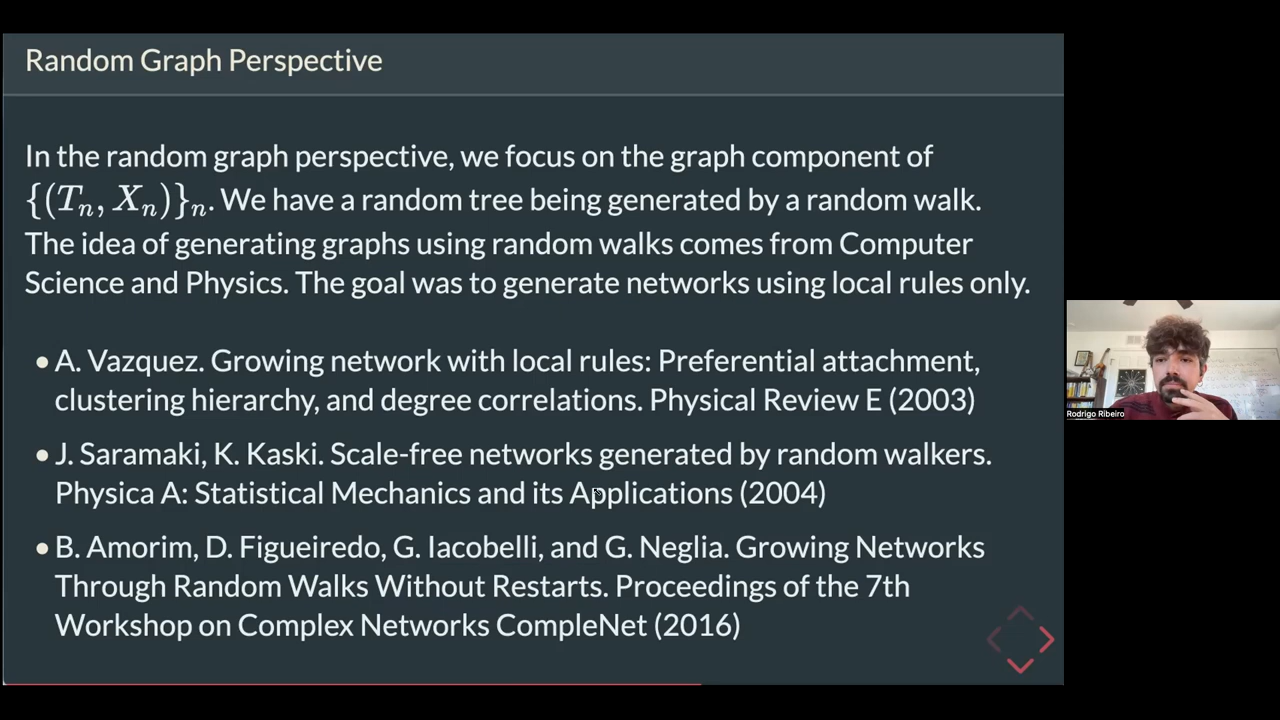 Random Graph Perspective
In the random graph perspective, we focus on the graph component of
{(Tₙ, Xₙ)}ₙ. We have a random tree being generated by a random walk.
The idea of generating graphs using random walks comes from Computer
Science and Physics. The goal was to generate networks using local rules only.
• A. Vazquez. Growing network with local rules: Preferential attachment,
clustering hierarchy, and degree correlations. Physical Review E (2003)
• J. Saramaki, K. Kaski. Scale-free networks generated by random walkers.
Physica A: Statistical Mechanics and its Applications (2004)
• B. Amorim, D. Figueiredo, G. Iacobelli, and G. Neglia. Growing Networks
Through Random Walks Without Restarts. Proceedings of the 7th
Workshop on Complex Networks CompleNet (2016)
Rodrigo Ribeiro